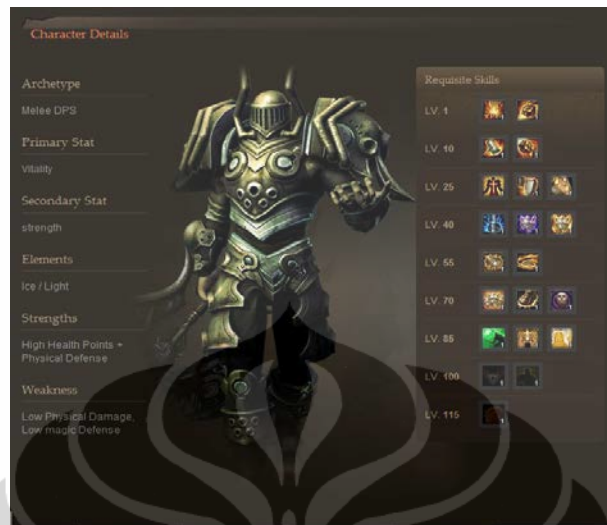 Character Details
Archetype
Melee DPS
Primary Stat
Vitality
Secondary Stat
strength
Elements
Ice / Light
Strengths
High Health Points +
Physical Defense
Weakness
Low Physical Damage,
Low magic Defense
Requisite Skills
LV. 1
LV. 10
LV. 25
LV. 40
LV. 55
LV. 70
LV. 85
LV. 100
LV. 115